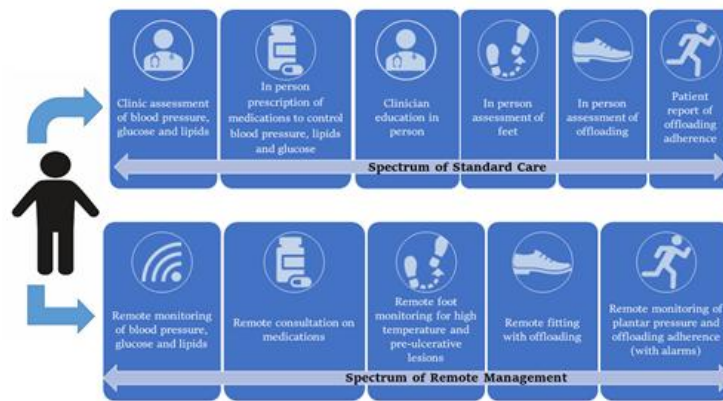 Clinic assessment
of blood pressure,
glucose and lipids
In person
prescription of
medications to control
blood pressure, lipids
and glucose
Clinician
education in
person
In person
assessment of
feet
In person
assessment of
offloading
Patient
report of
offloading
adherence
Spectrum of Standard Care
Remote monitoring
of blood pressure,
glucose and lipids
Remote consultation on
medications
Remote foot
monitoring for high
temperature and
pre-ulcerative
lesions
Remote fitting
with offloading
Remote monitoring of
plantar pressure and
offloading adherence
(with alarms)
Spectrum of Remote Management